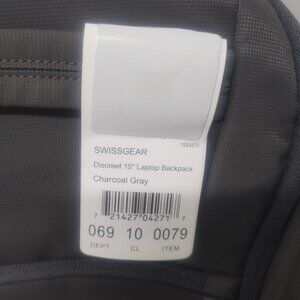 SWISSGEAR
Discreet 15" Laptop Backpack
Charcoal Gray
7 21427 04271 7
069 10 0079
DEPT CL ITEM